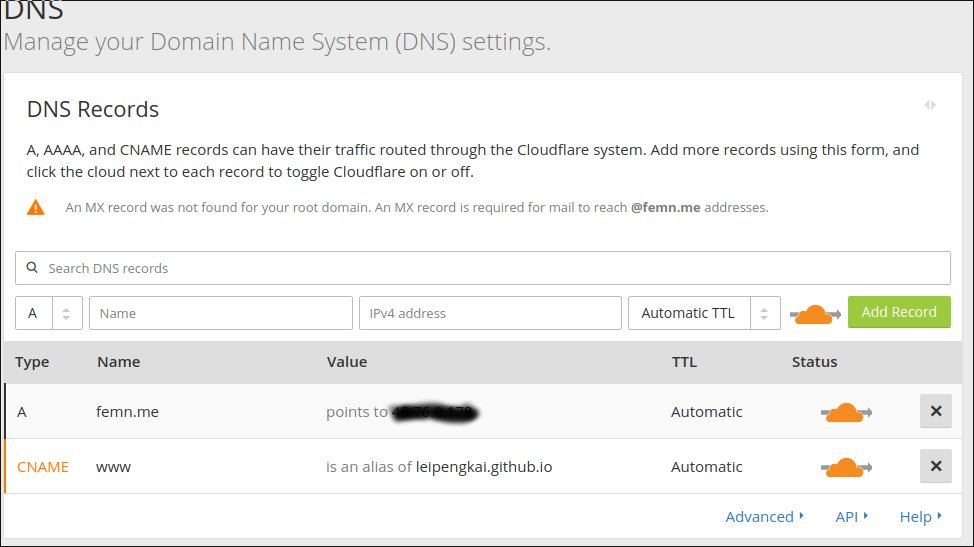 DNS
Manage your Domain Name System (DNS) settings.
DNS Records
A, AAAA, and CNAME records can have their traffic routed through the Cloudflare system. Add more records using this form, and
click the cloud next to each record to toggle Cloudflare on or off.
An MX record was not found for your root domain. An MX record is required for mail to reach @femn.me addresses.
Search DNS records
A Name IPv4 address Automatic TTL Add Record
Type Name Value TTL Status
A femn.me points to Automatic
CNAME www is an alias of leipengkai.github.io Automatic
Advanced API Help